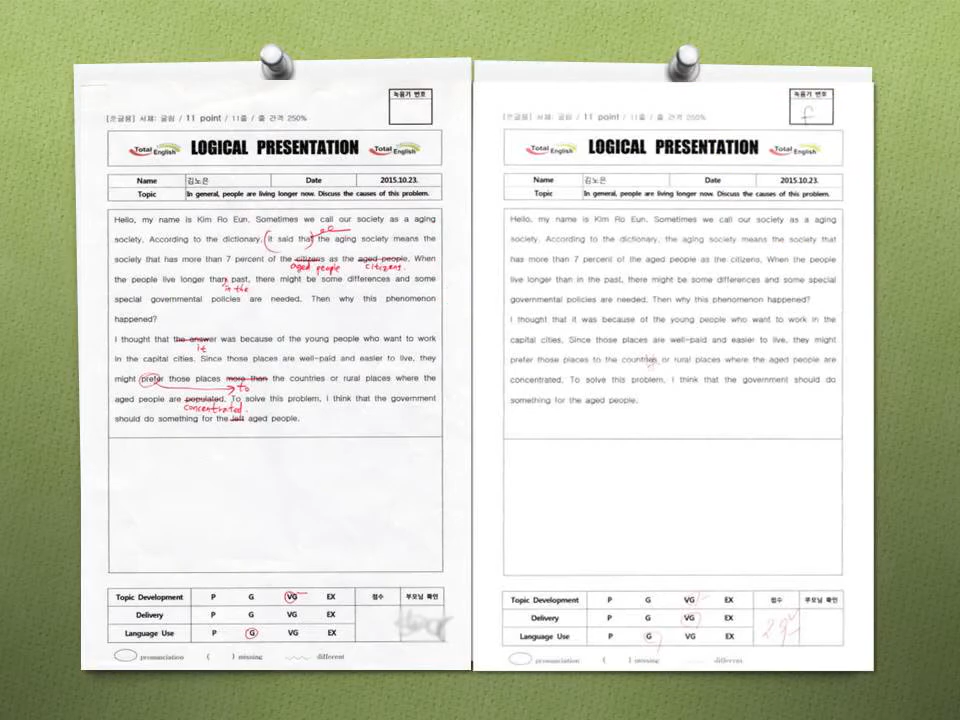 녹음기 번호
[한글용] 서체: 굴림 / 11 point / 11줄 / 줄 간격 250%
Total English LOGICAL PRESENTATION Total English
Name 김노은 Date 2015.10.23.
Topic In general, people are living longer now. Discuss the causes of this problem.
Hello, my name is Kim Ro Eun. Sometimes we call our society as a aging
society. According to the dictionary, it said that the aging society means the
society that has more than 7 percent of the citizens as the aged people. When
aged people citizens.
the people live longer than past, there might be some differences and some
in the
special governmental policies are needed. Then why this phenomenon
happened?
I thought that the answer was because of the young people who want to work
it
in the capital cities. Since those places are well-paid and easier to live, they
might prefer those places more than the countries or rural places where the
to
aged people are populated. To solve this problem, I think that the government
concentrated.
should do something for the left aged people.
Topic Development P G VG EX 점수 부모님 확인
Delivery P G VG EX
Language Use P G VG EX
pronunciation ( ) missing different
녹음기 번호
f
서체: 굴림 / 11 point / 11줄 / 줄 간격 250%
Total English LOGICAL PRESENTATION Total English
Name 김노은 Date 2015.10.23.
Topic In general, people are living longer now. Discuss the causes of this problem.
Hello, my name is Kim Ro Eun. Sometimes we call our society as a aging
society. According to the dictionary, the aging society means the society that
has more than 7 percent of the aged people as the citizens. When the people
live longer than in the past, there might be some differences and some special
governmental policies are needed. Then why this phenomenon happened?
I thought that it was because of the young people who want to work in the
capital cities. Since those places are well-paid and easier to live, they might
prefer those places to the countries or rural places where the aged people are
concentrated. To solve this problem, I think that the government should do
something for the aged people.
Topic Development P G VG EX 점수 부모님 확인
Delivery P G VG EX
Language Use P G VG EX
pronunciation ( ) missing different